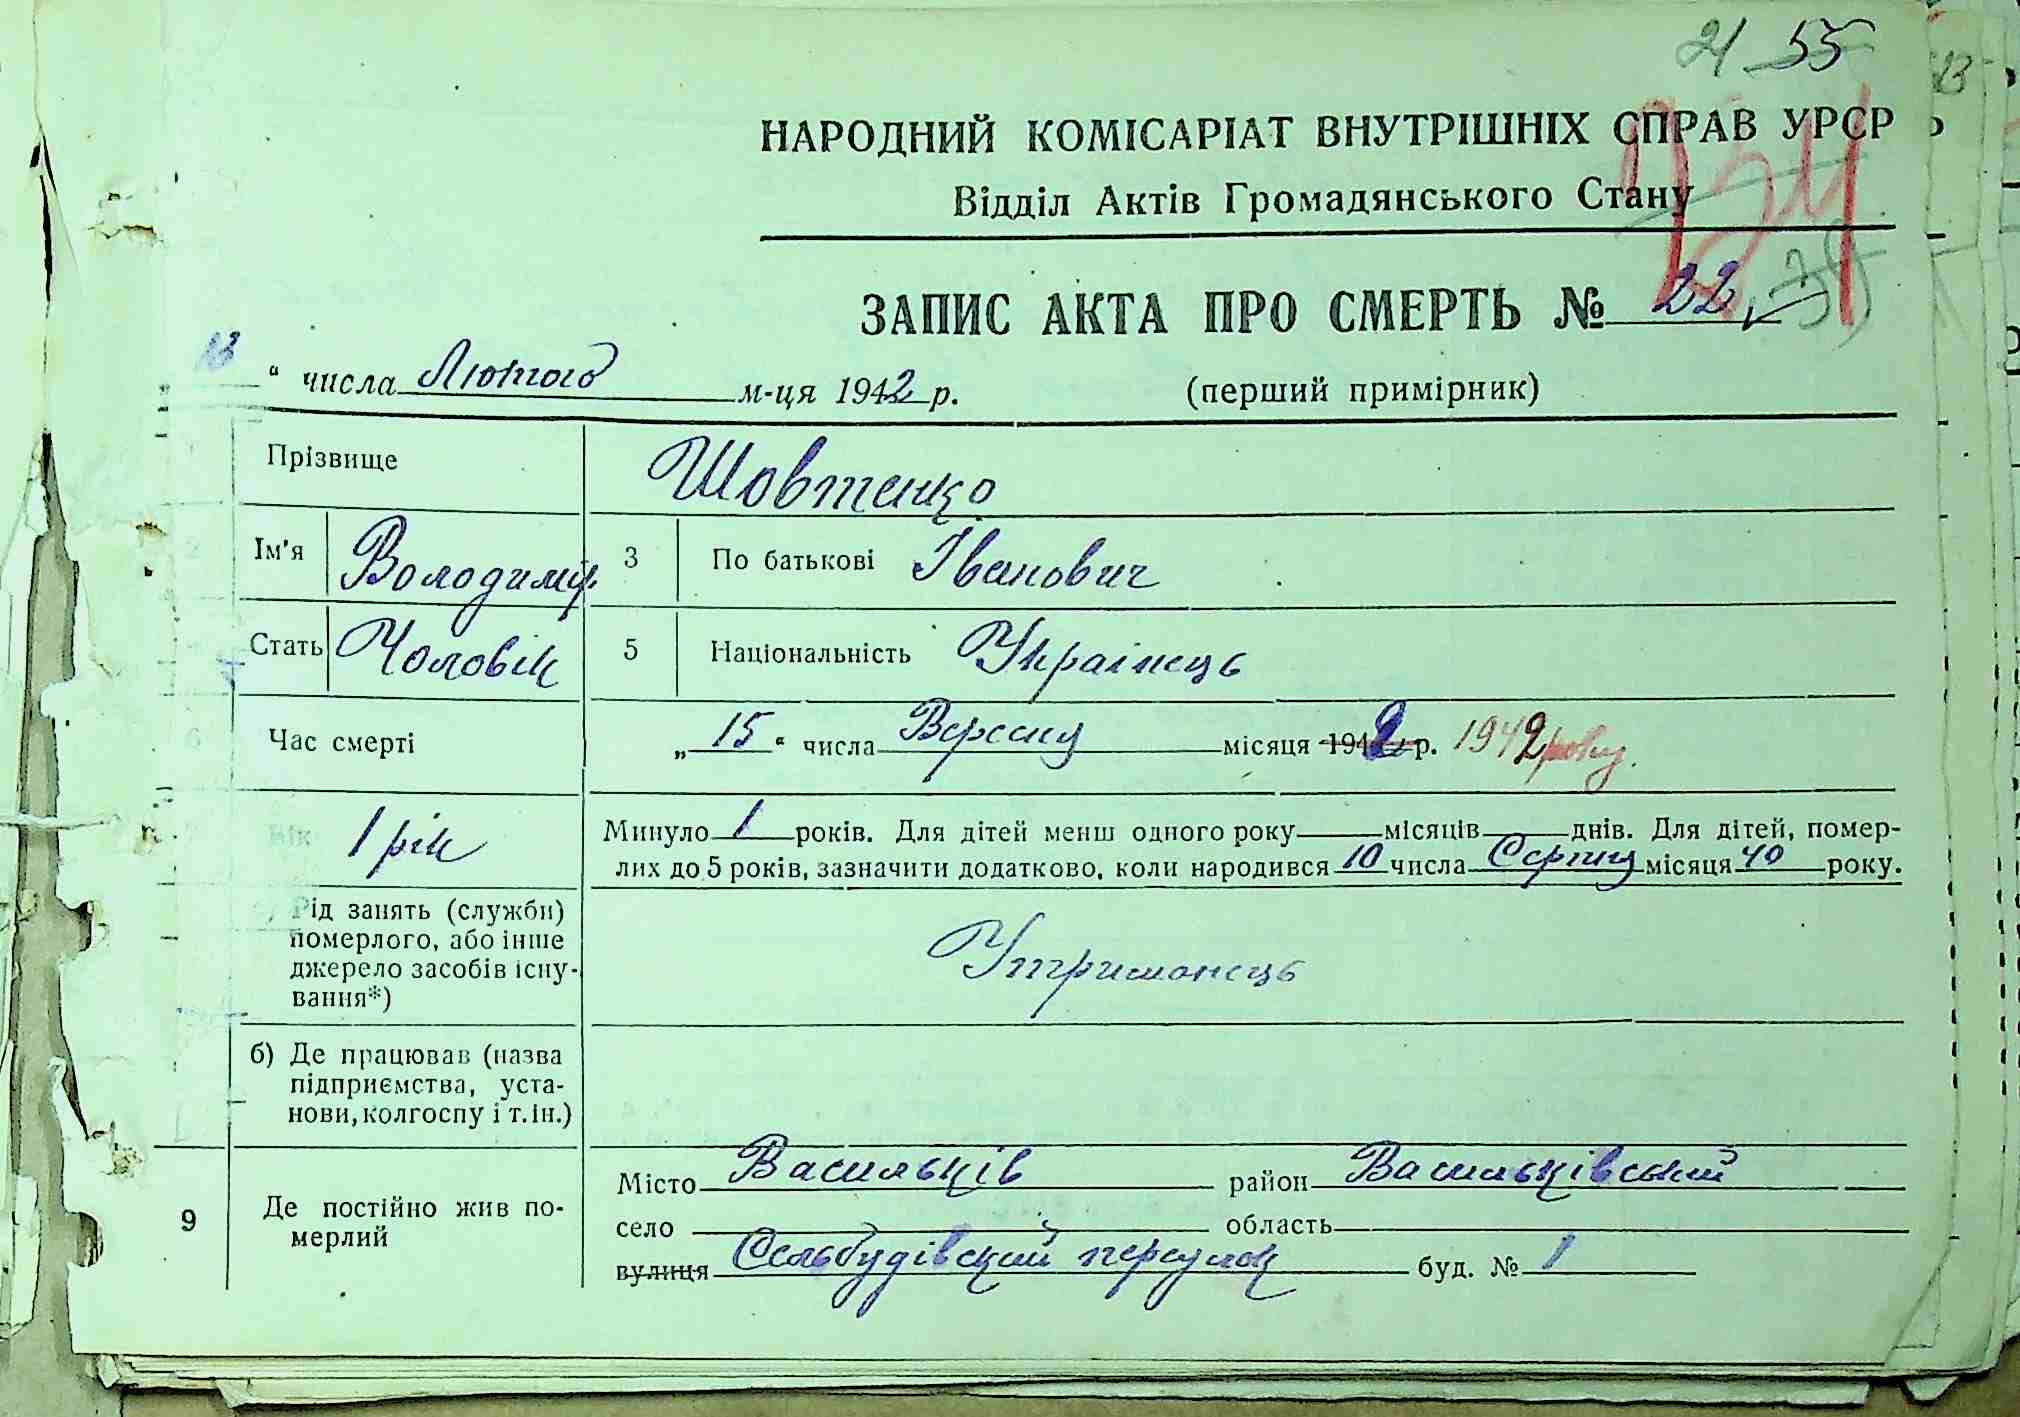 21 55
НАРОДНИЙ КОМІСАРІАТ ВНУТРІШНІХ СПРАВ УРСР
Відділ Актів Громадянського Стану
ЗАПИС АКТА ПРО СМЕРТЬ № 22
13 “ числа Лютого м-ця 1942 р. (перший примірник)
Прізвище Шовтенко
Ім'я Володимир 3 По батькові Іванович
Стать Чоловік 5 Національність Українець
6 Час смерті „ 15 “ числа Вересня місяця 1942 р. 1942 року.
Вік 1 рік Минуло 1 років. Для дітей менш одного року місяців днів. Для дітей, помер-
лих до 5 років, зазначити додатково, коли народився 10 числа Серпня місяця 40 року.
а) Рід занять (служби)
померлого, або інше
джерело засобів існу-
вання*) Утриманець
б) Де працював (назва
підприємства, уста-
нови, колгоспу і т.ін.)
9 Де постійно жив по-
мерлий
Місто Васильків район Васильківський
село область
вулиця Сельбудівский переулок буд. № 1